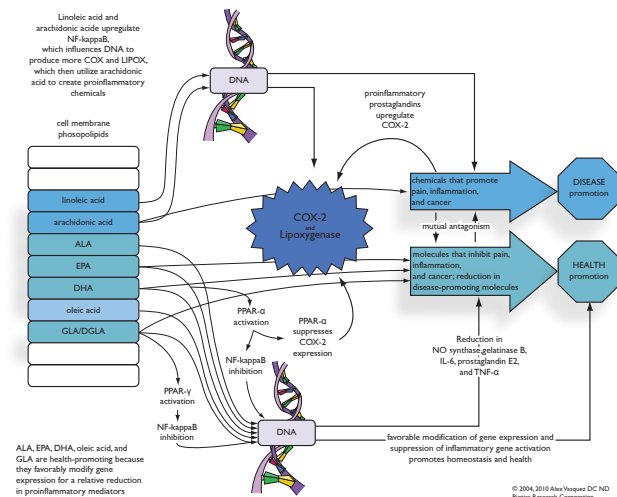 Linoleic acid and
arachidonic acide upregulate
NF-kappaB,
which influences DNA to
produce more COX and LIPOX,
which then utilize arachidonic
acid to create proinflammatory
chemicals
DNA
cell membrane
phosopolipids
linoleic acid
arachidonic acid
ALA
EPA
DHA
oleic acid
GLA/DGLA
proinflammatory
prostaglandins
upregulate
COX-2
COX-2
and
Lipoxygenase
chemicals that promote
pain, inflammation,
and cancer
DISEASE
promotion
mutual antagonism
molecules that inhibit pain,
inflammation,
and cancer; reduction in
disease-promoting molecules
HEALTH
promotion
PPAR-α
activation
PPAR-α
suppresses
COX-2
expression
NF-kappaB
inhibition
Reduction in
NO synthase, gelatinase B,
IL-6, prostaglandin E2,
and TNF-α
PPAR-γ
activation
NF-kappaB
inhibition
DNA
favorable modification of gene expression and
suppression of inflammatory gene activation
promotes homeostasis and health
ALA, EPA, DHA, oleic acid, and
GLA are health-promoting because
they favorably modify gene
expression for a relative reduction
in proinflammatory mediators
© 2004, 2010 Alex Vasquez DC ND
Biotics Research Corporation